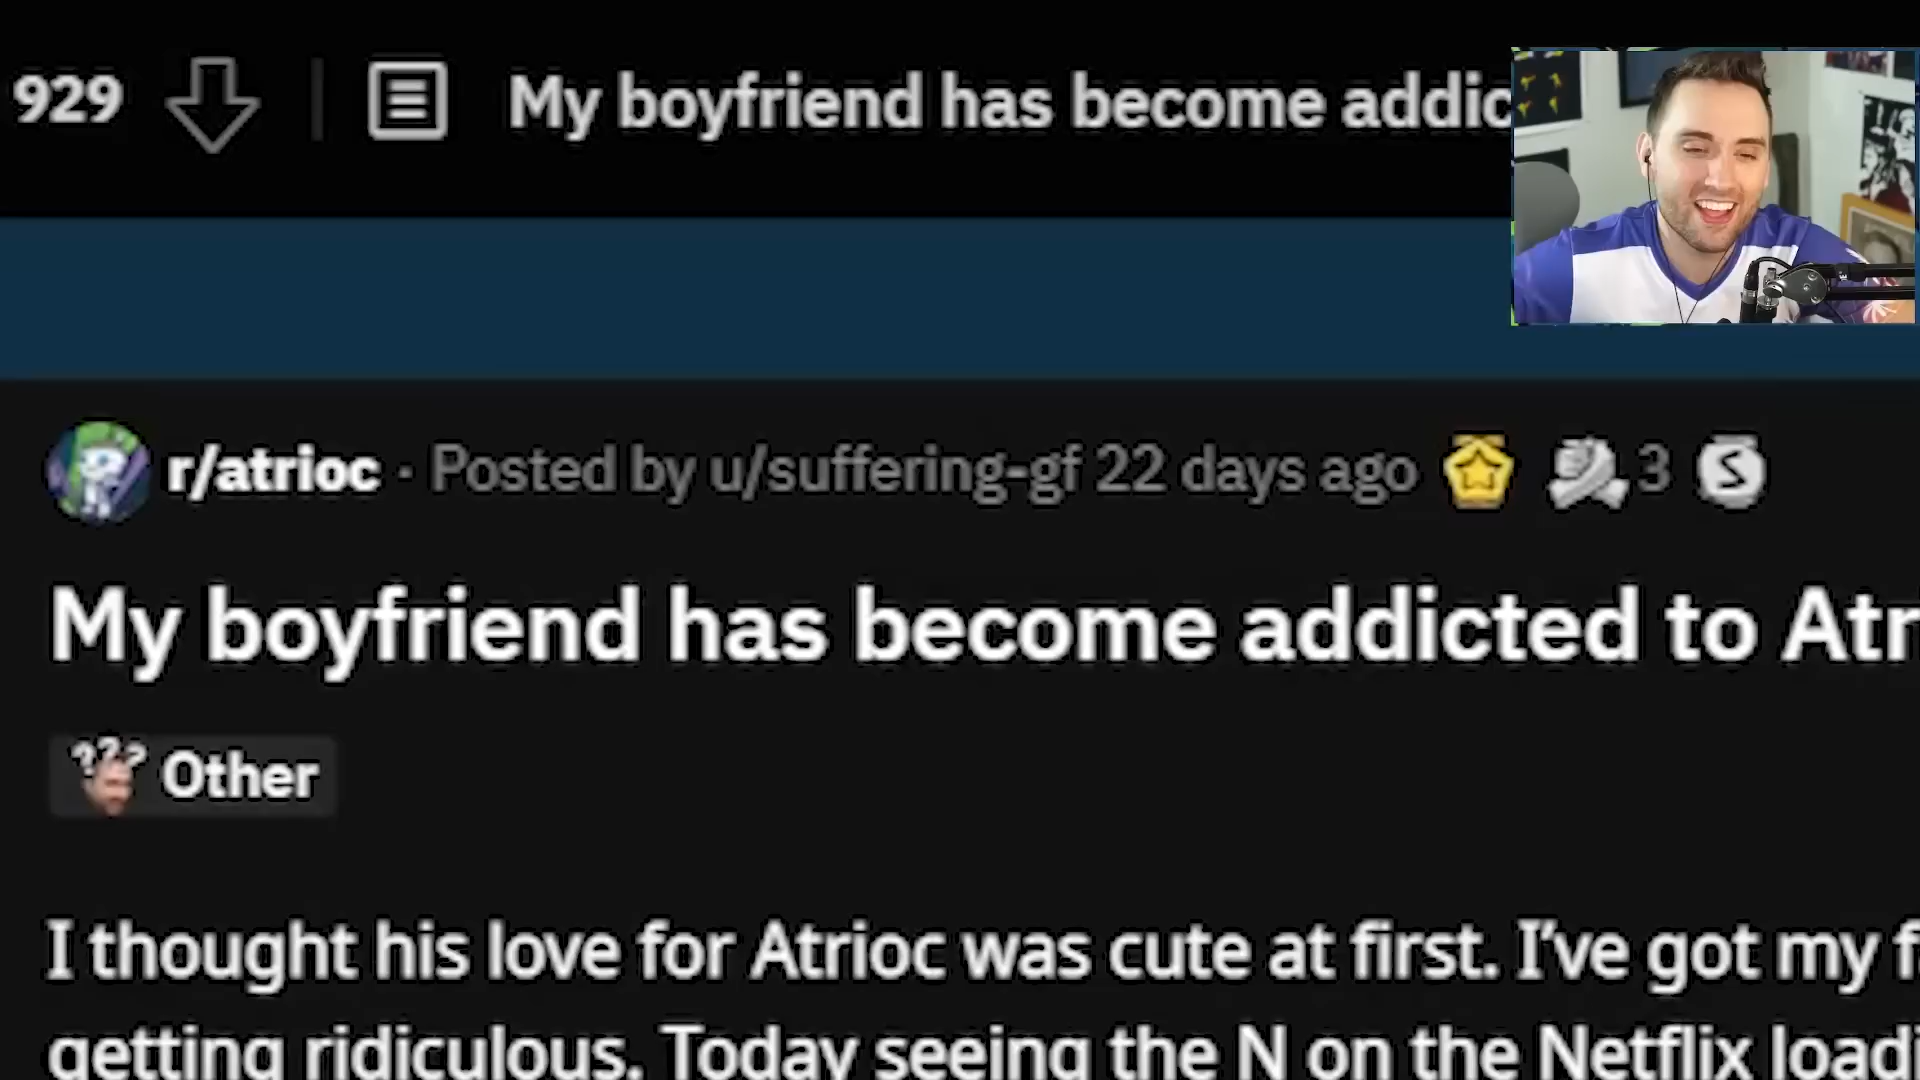 929 My boyfriend has become addic
r/atrioc · Posted by u/suffering-gf 22 days ago 3 S
My boyfriend has become addicted to Atr
??? Other
I thought his love for Atrioc was cute at first. I've got my f
getting ridiculous. Today seeing the N on the Netflix loadi